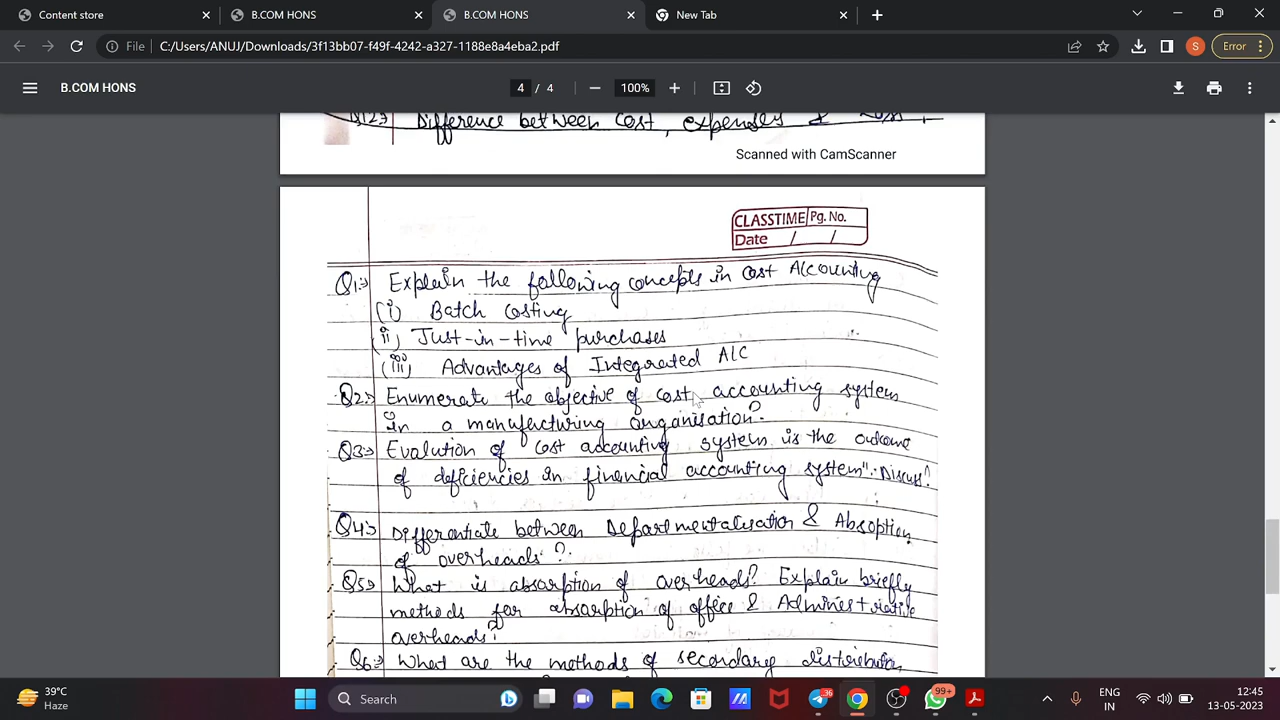 Content store
B.COM HONS
B.COM HONS
New Tab
File
C:/Users/ANUJ/Downloads/3f13bb07-f49f-4242-a327-1188e8a4eba2.pdf
S
Error
B.COM HONS
4 / 4
100%
Q12:) Difference between Cost, expenses & Loss
Scanned with CamScanner
CLASSTIME Pg. No.
Date / /
Q1:-) Explain the following concepts in Cost Accounting
(i) Batch Costing
(ii) Just-in-time purchases
(iii) Advantages of Integrated A/C
Q2:-) Enumerate the objective of cost accounting system
in a manufacturing organisation?
Q3:-) Evalution of Cost accounting system is the outcome
of deficiencies in financial accounting system". Discuss?
Q4:-) Differentiate between Departmentalisation & Absoption
of overheads?
Q5:-) What is absorption of overheads? Explain briefly
methods for absorption of office & Administrative
overheads?
Q6:-) What are the methods of secondary distribution
39°C
Haze
Search
36
99+
ENG
IN
12:45
13-05-2023